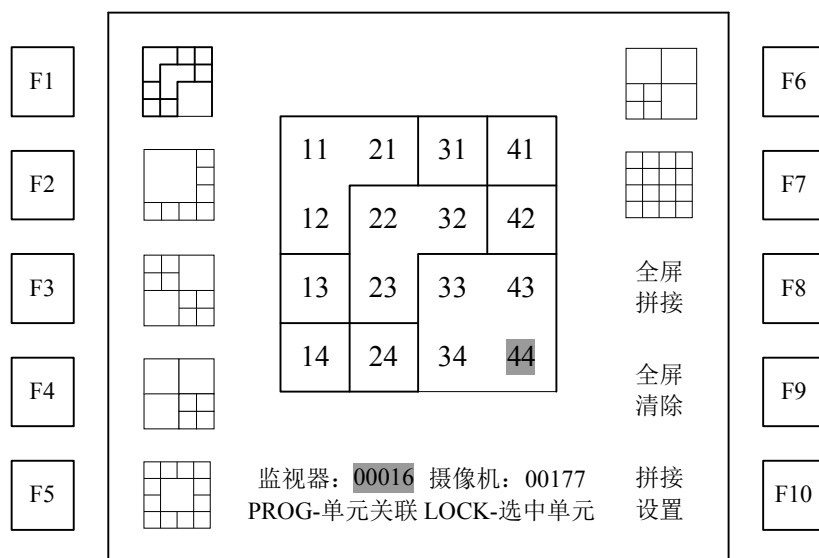 F1
F2
F3
F4
F5
11 21 31 41
12 22 32 42
13 23 33 43
14 24 34 44
监视器：00016 摄像机：00177
PROG-单元关联 LOCK-选中单元
全屏
拼接
全屏
清除
拼接
设置
F6
F7
F8
F9
F10